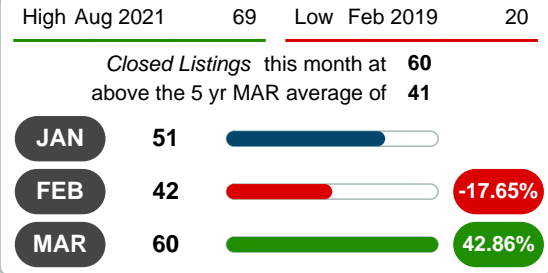 High Aug 2021 69 Low Feb 2019 20
Closed Listings this month at 60
above the 5 yr MAR average of 41
JAN 51
FEB 42 -17.65%
MAR 60 42.86%